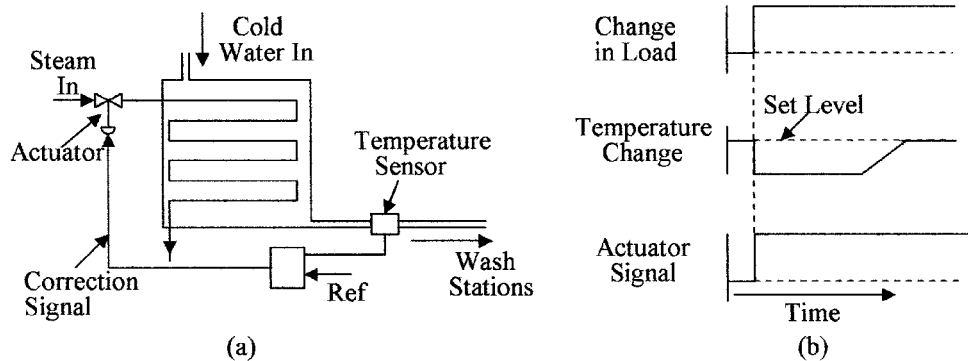 Cold
Water In
Steam
In
Actuator
Temperature
Sensor
Correction
Signal
Ref
Wash
Stations
(a)
Change
in Load
Set Level
Temperature
Change
Actuator
Signal
Time
(b)